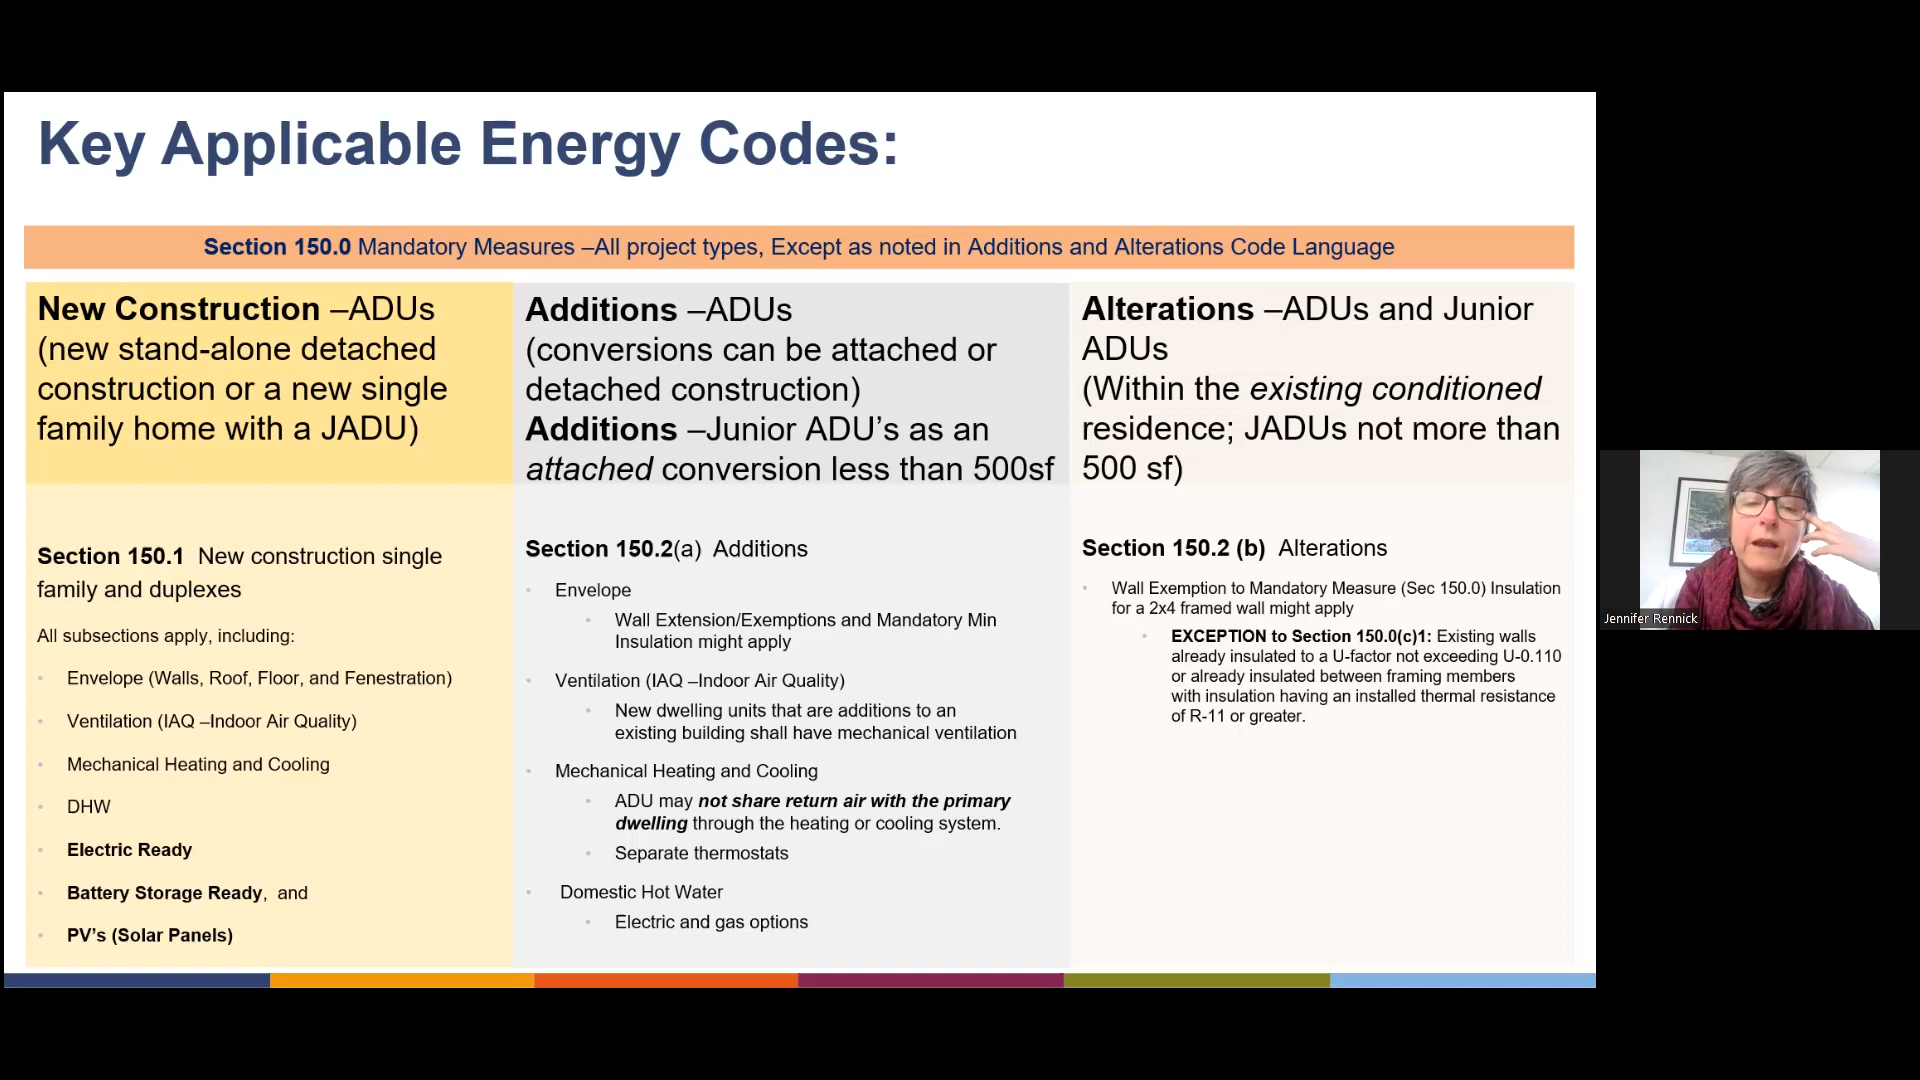 Key Applicable Energy Codes:
Section 150.0 Mandatory Measures –All project types, Except as noted in Additions and Alterations Code Language
New Construction –ADUs
(new stand-alone detached
construction or a new single
family home with a JADU)
Section 150.1 New construction single
family and duplexes
All subsections apply, including:
Envelope (Walls, Roof, Floor, and Fenestration)
Ventilation (IAQ –Indoor Air Quality)
Mechanical Heating and Cooling
DHW
Electric Ready
Battery Storage Ready, and
PV's (Solar Panels)
Additions –ADUs
(conversions can be attached or
detached construction)
Additions –Junior ADU's as an
attached conversion less than 500sf
Section 150.2(a) Additions
Envelope
Wall Extension/Exemptions and Mandatory Min
Insulation might apply
Ventilation (IAQ –Indoor Air Quality)
New dwelling units that are additions to an
existing building shall have mechanical ventilation
Mechanical Heating and Cooling
ADU may not share return air with the primary
dwelling through the heating or cooling system.
Separate thermostats
Domestic Hot Water
Electric and gas options
Alterations –ADUs and Junior
ADUs
(Within the existing conditioned
residence; JADUs not more than
500 sf)
Section 150.2 (b) Alterations
Wall Exemption to Mandatory Measure (Sec 150.0) Insulation
for a 2x4 framed wall might apply
EXCEPTION to Section 150.0(c)1: Existing walls
already insulated to a U-factor not exceeding U-0.110
or already insulated between framing members
with insulation having an installed thermal resistance
of R-11 or greater.
Jennifer Rennick